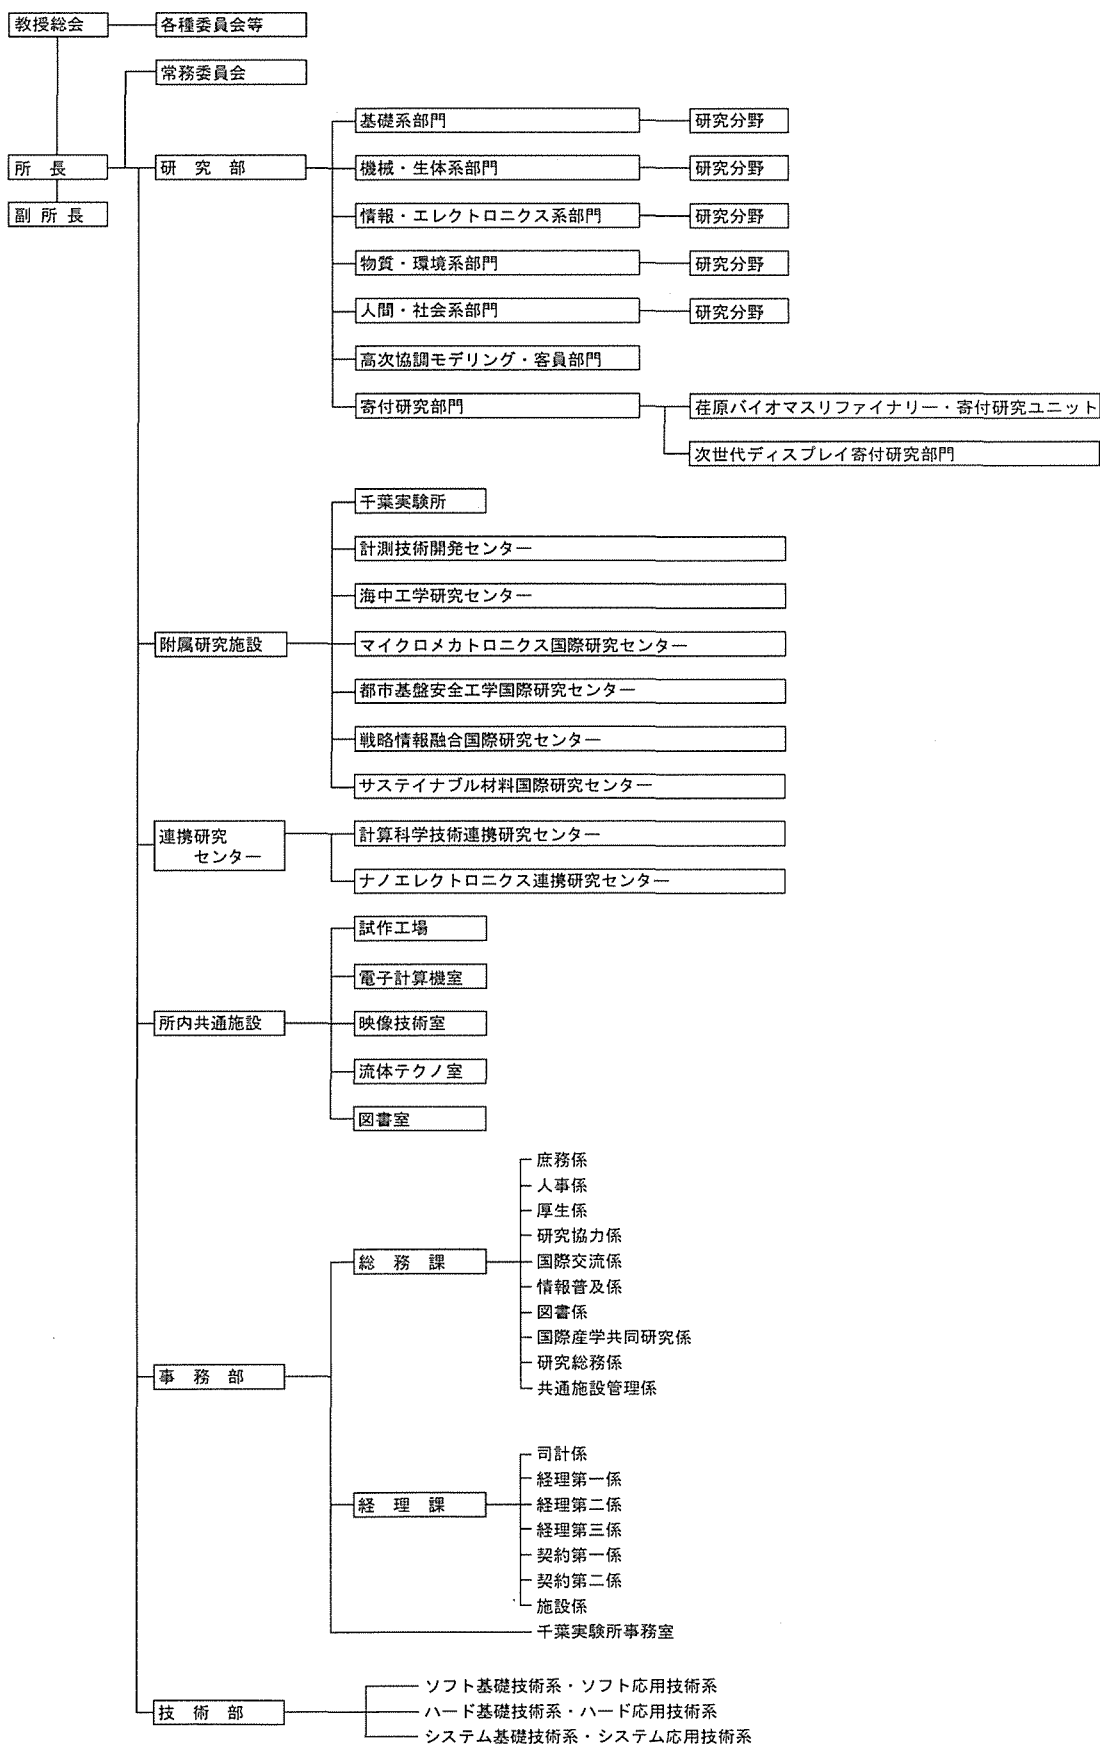 教授総会
各種委員会等
常務委員会
所 長
副 所 長
研 究 部
基礎系部門
研究分野
機械・生体系部門
研究分野
情報・エレクトロニクス系部門
研究分野
物質・環境系部門
研究分野
人間・社会系部門
研究分野
高次協調モデリング・客員部門
寄付研究部門
荏原バイオマスリファイナリー・寄付研究ユニット
次世代ディスプレイ寄付研究部門
附属研究施設
千葉実験所
計測技術開発センター
海中工学研究センター
マイクロメカトロニクス国際研究センター
都市基盤安全工学国際研究センター
戦略情報融合国際研究センター
サステイナブル材料国際研究センター
連携研究
センター
計算科学技術連携研究センター
ナノエレクトロニクス連携研究センター
所内共通施設
試作工場
電子計算機室
映像技術室
流体テクノ室
図書室
事 務 部
総 務 課
庶務係
人事係
厚生係
研究協力係
国際交流係
情報普及係
図書係
国際産学共同研究係
研究総務係
共通施設管理係
経 理 課
司計係
経理第一係
経理第二係
経理第三係
契約第一係
契約第二係
施設係
千葉実験所事務室
技 術 部
ソフト基礎技術系・ソフト応用技術系
ハード基礎技術系・ハード応用技術系
システム基礎技術系・システム応用技術系